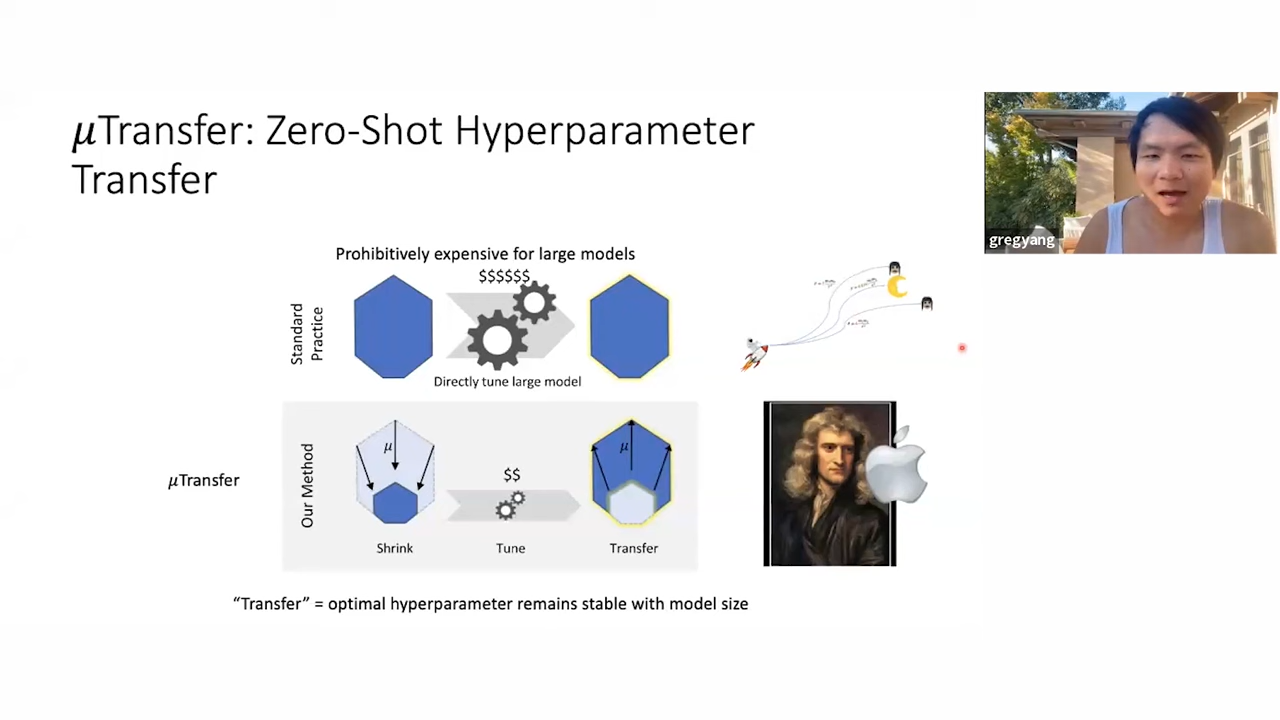 μTransfer: Zero-Shot Hyperparameter
Transfer
gregyang
Prohibitively expensive for large models
$$$$$$
Standard
Practice
Directly tune large model
μTransfer
Our Method
μ
$$
μ
Shrink
Tune
Transfer
“Transfer” = optimal hyperparameter remains stable with model size